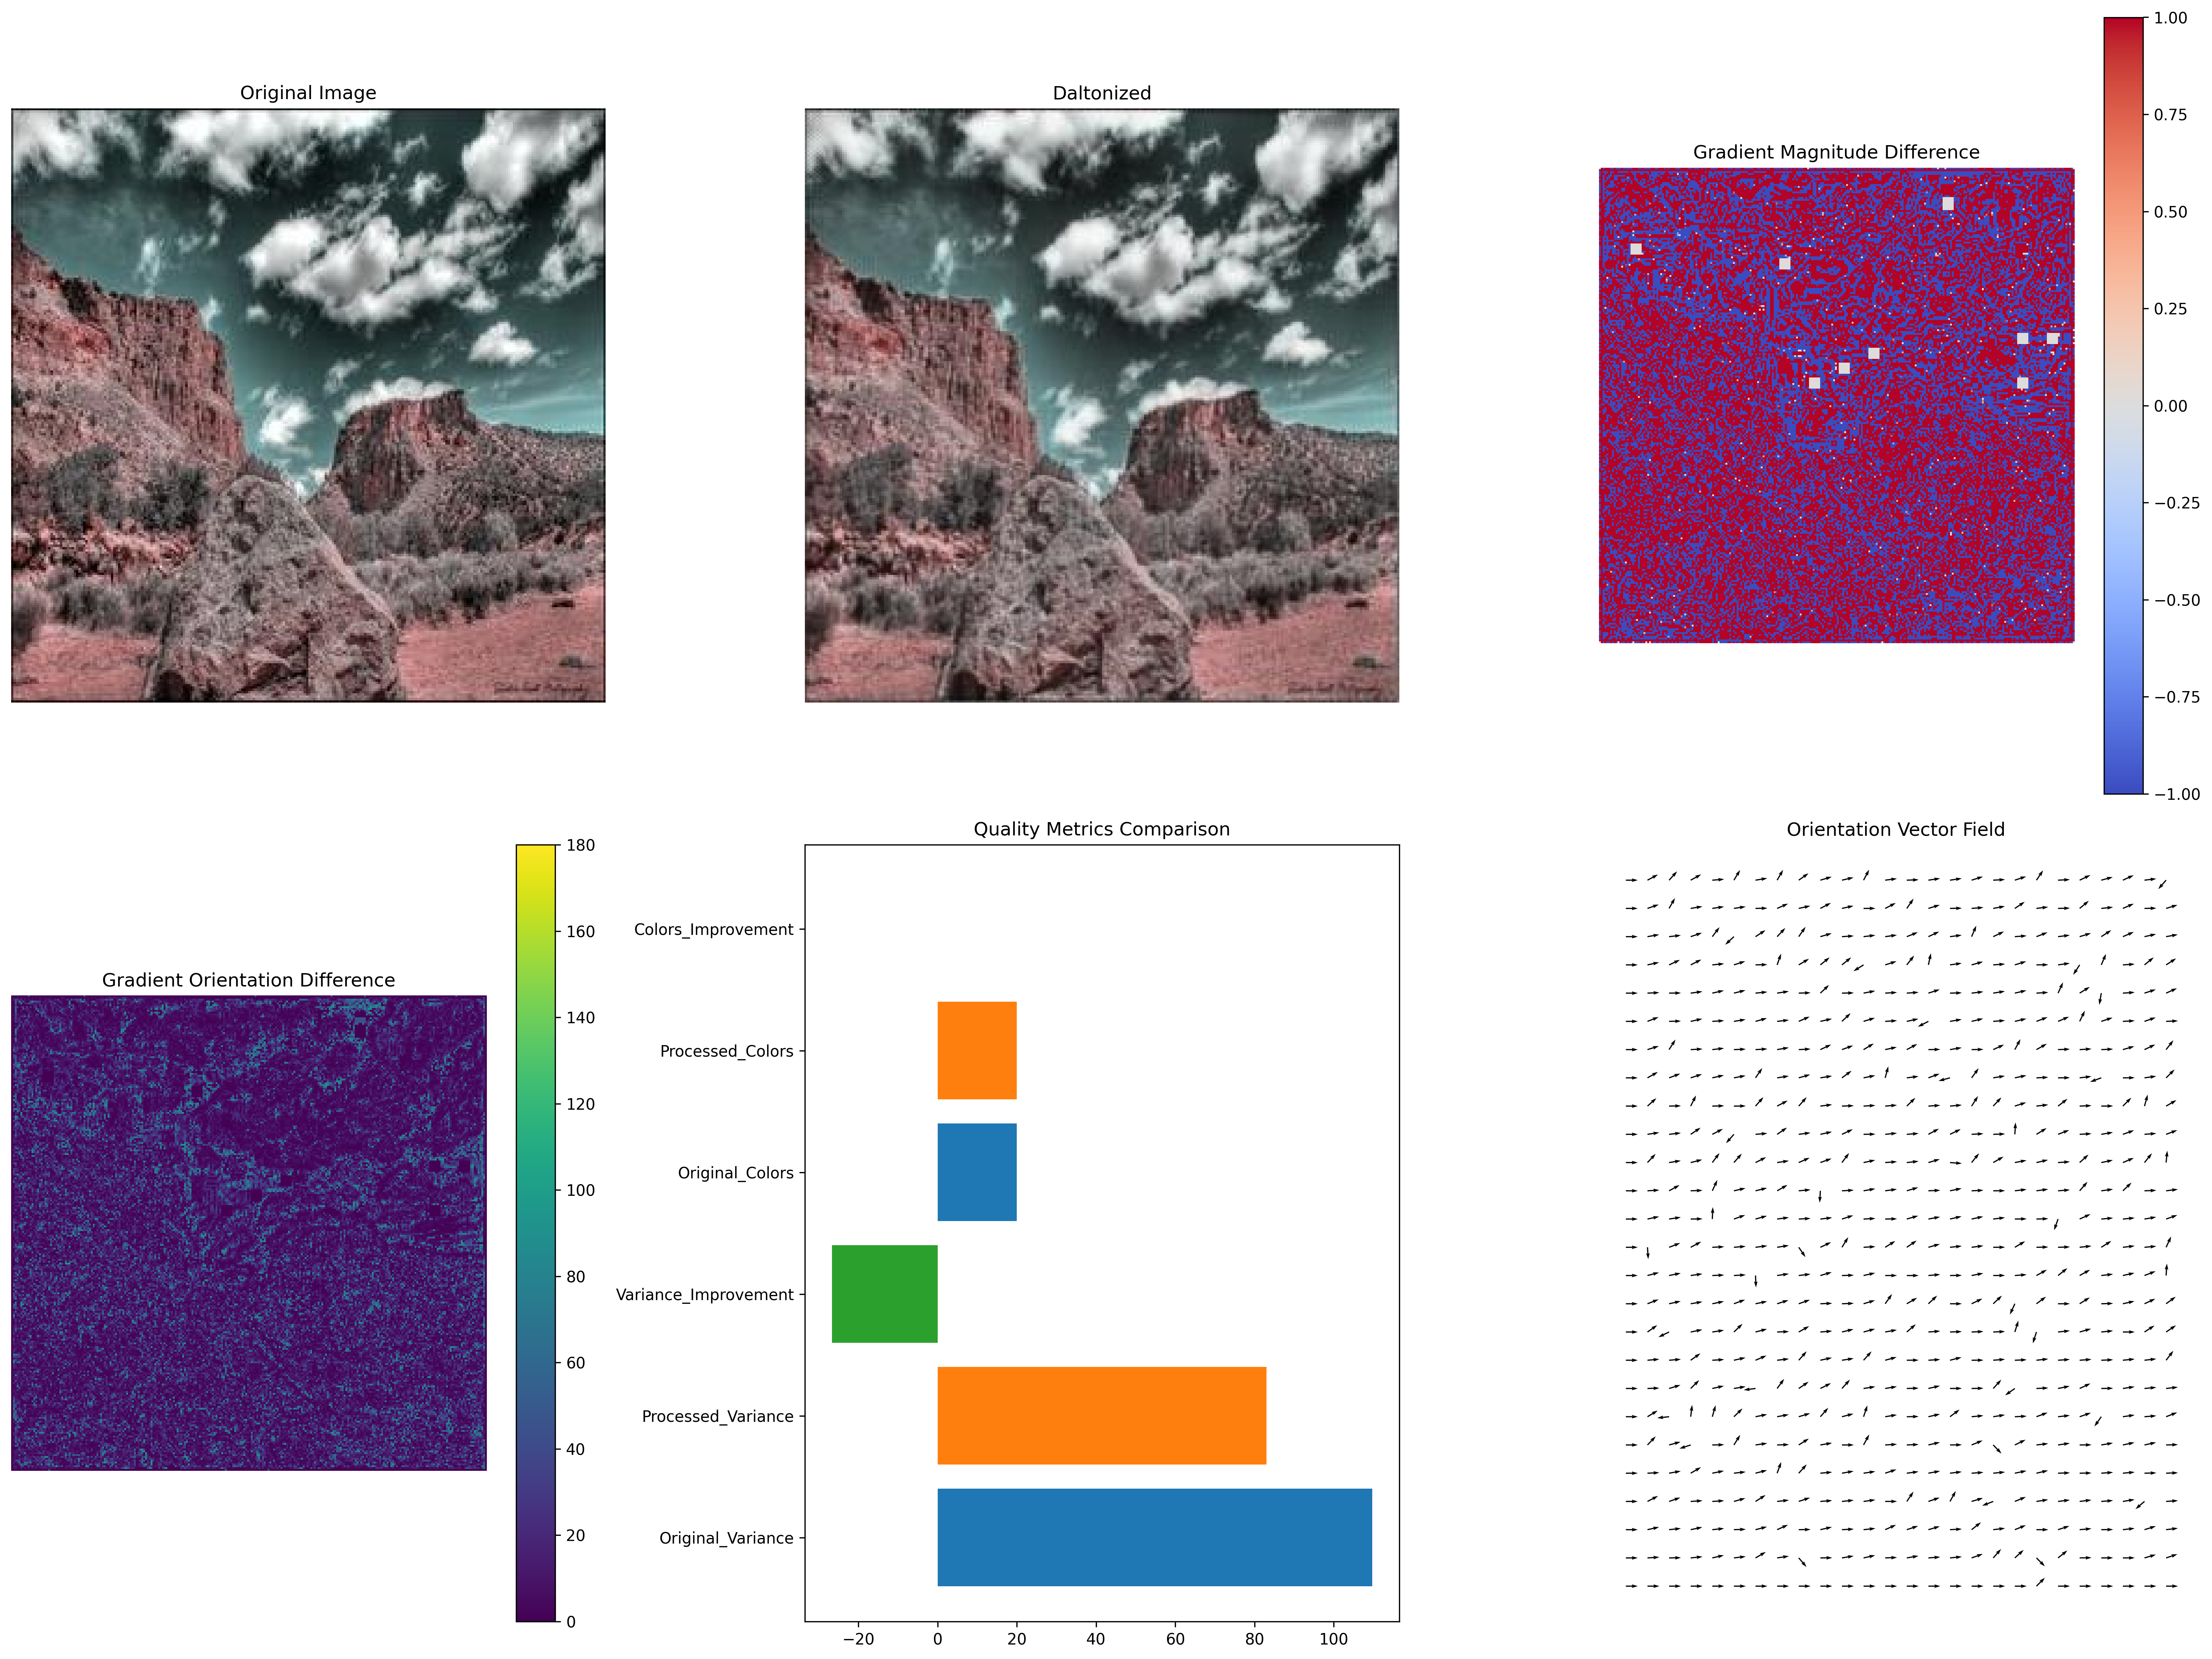 Original Image
Daltonized
Gradient Magnitude Difference
1.00
0.75
0.50
0.25
0.00
−0.25
−0.50
−0.75
−1.00
Gradient Orientation Difference
180
160
140
120
100
80
60
40
20
0
Quality Metrics Comparison
Colors_Improvement
Processed_Colors
Original_Colors
Variance_Improvement
Processed_Variance
Original_Variance
−20
0
20
40
60
80
100
Orientation Vector Field